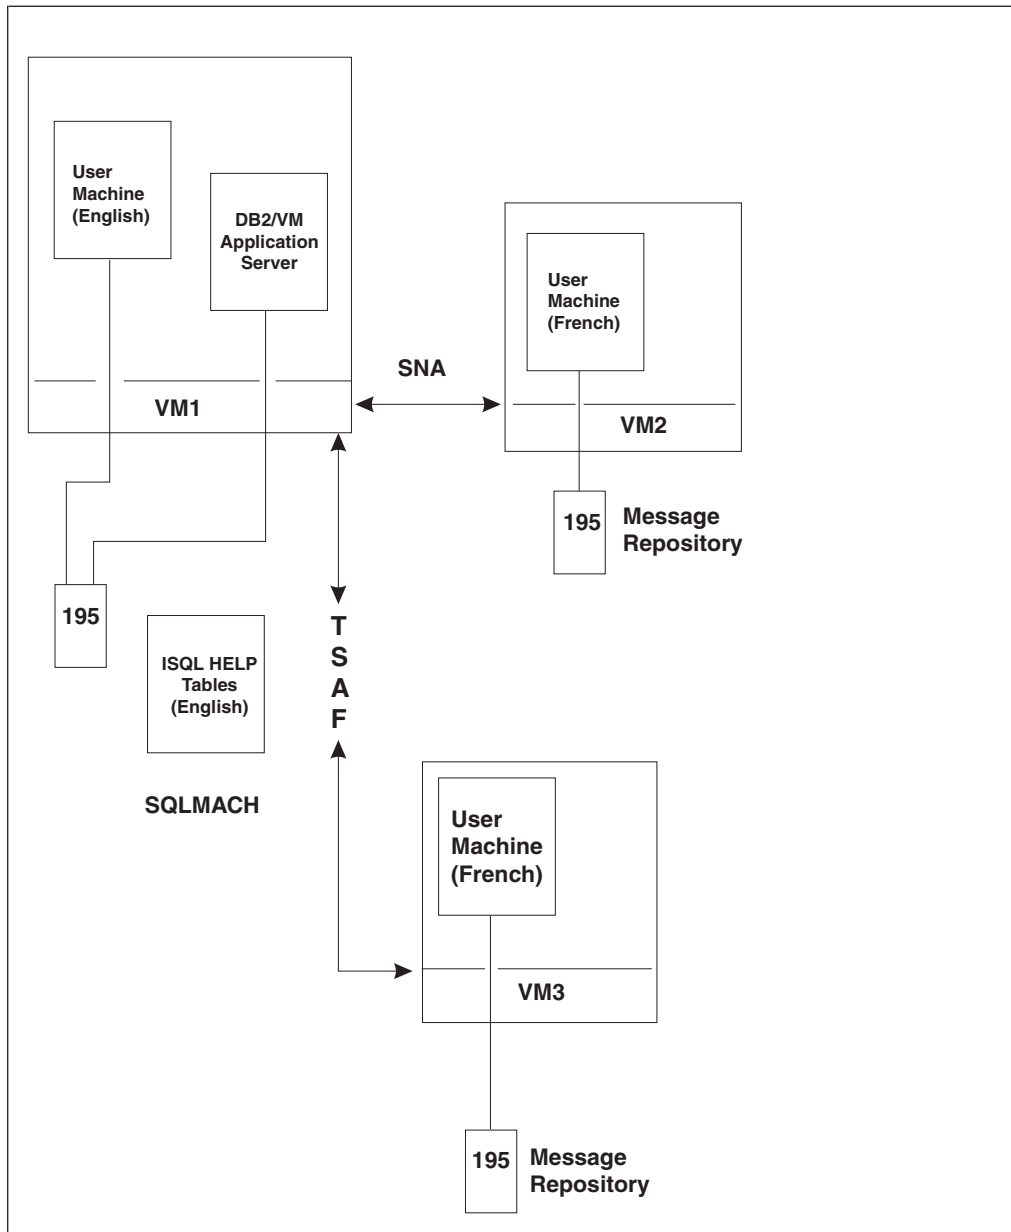 User
Machine
(English)
DB2/VM
Application
Server
VM1
SNA
User
Machine
(French)
VM2
195
Message
Repository
195
ISQL HELP
Tables
(English)
SQLMACH
T
S
A
F
User
Machine
(French)
VM3
195
Message
Repository